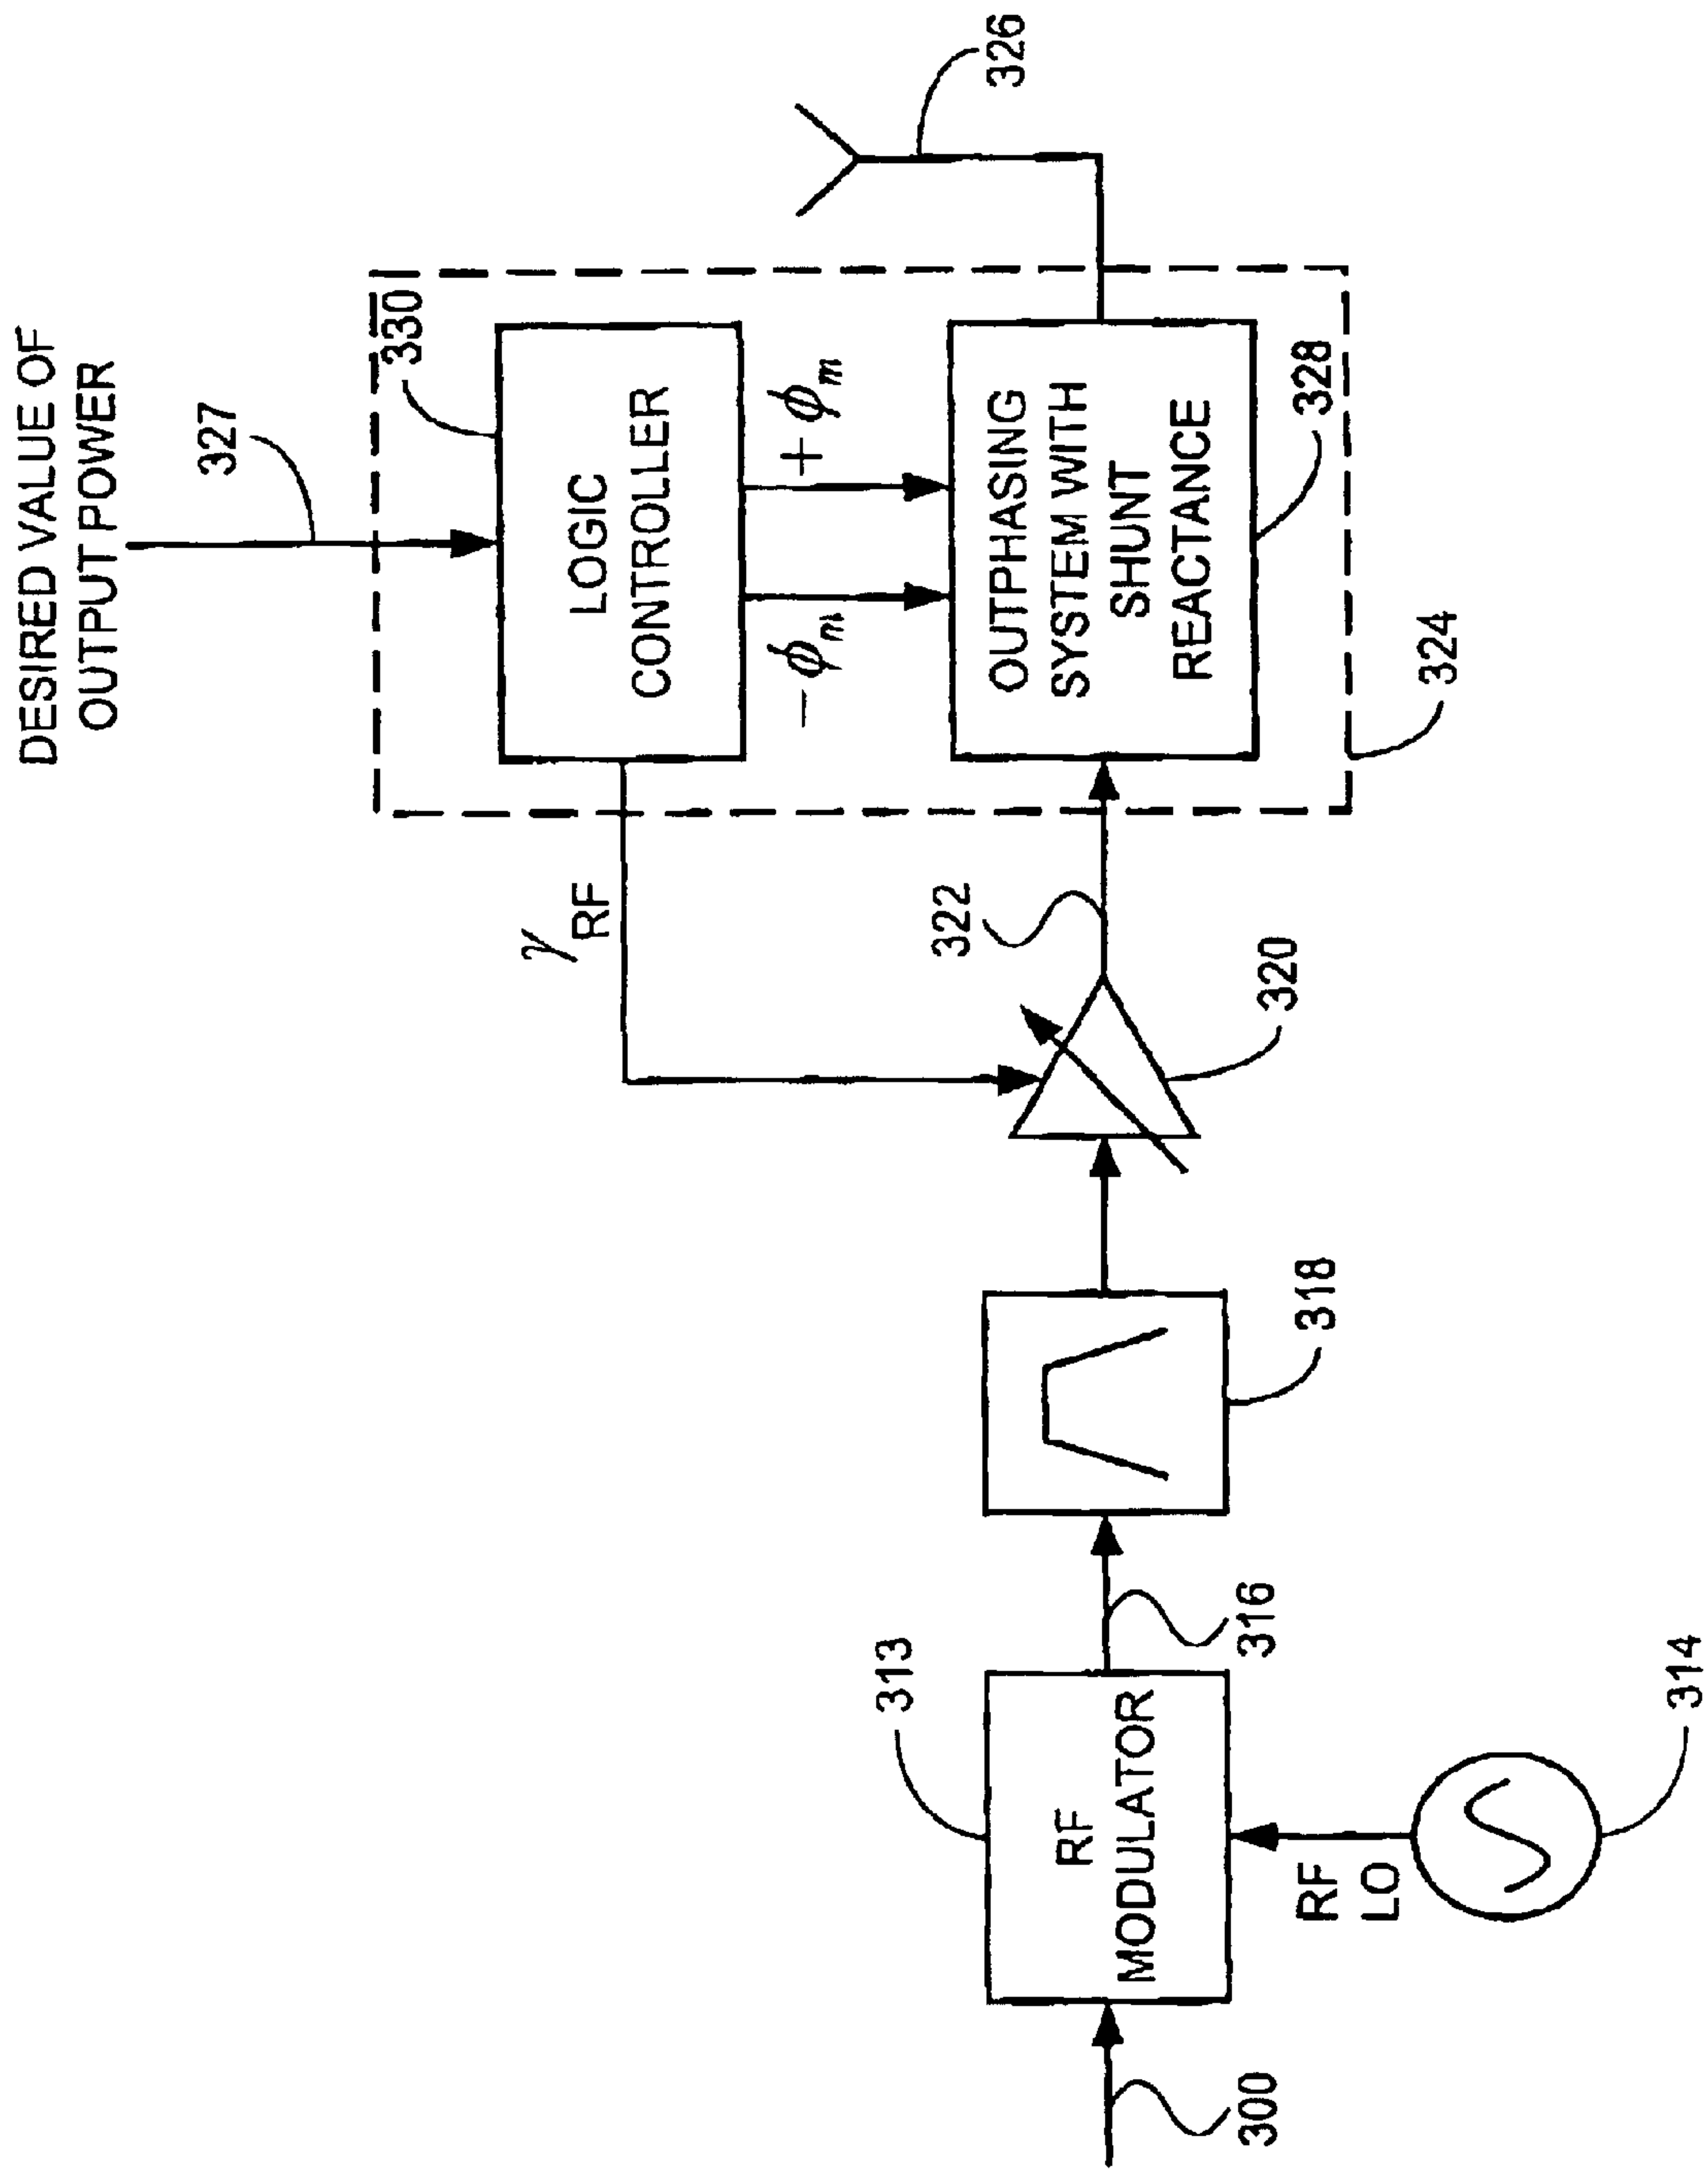 DESIRED VALUE OF
OUTPUT POWER
327
330
LOGIC
CONTROLLER
γRF
−ϕm
+ϕm
326
OUTPHASING
SYSTEM WITH
SHUNT
REACTANCE
328
324
322
320
318
316
313
RF
MODULATOR
RF
LO
314
300